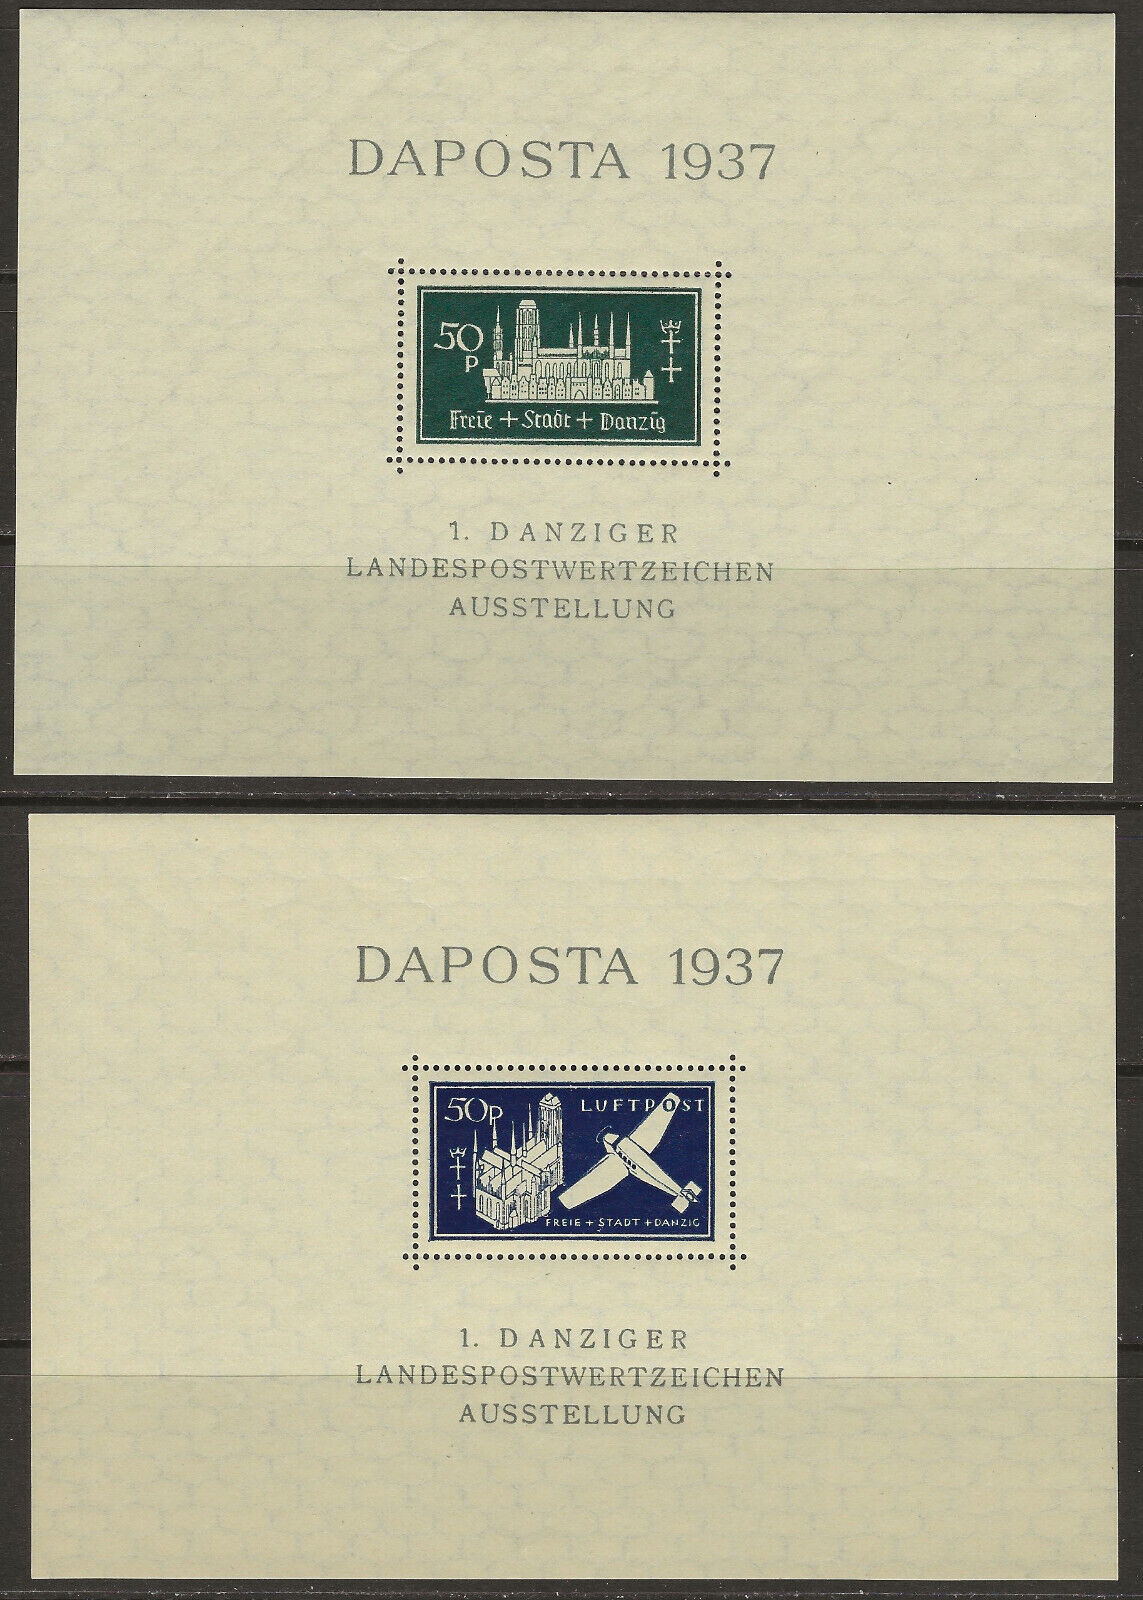 DAPOSTA 1937
50
P
Freie + Stadt + Danzig
1. DANZIGER
LANDESPOSTWERTZEICHEN
AUSSTELLUNG
DAPOSTA 1937
50P LUFTPOST
FREIE + STADT + DANZIG
1. DANZIGER
LANDESPOSTWERTZEICHEN
AUSSTELLUNG